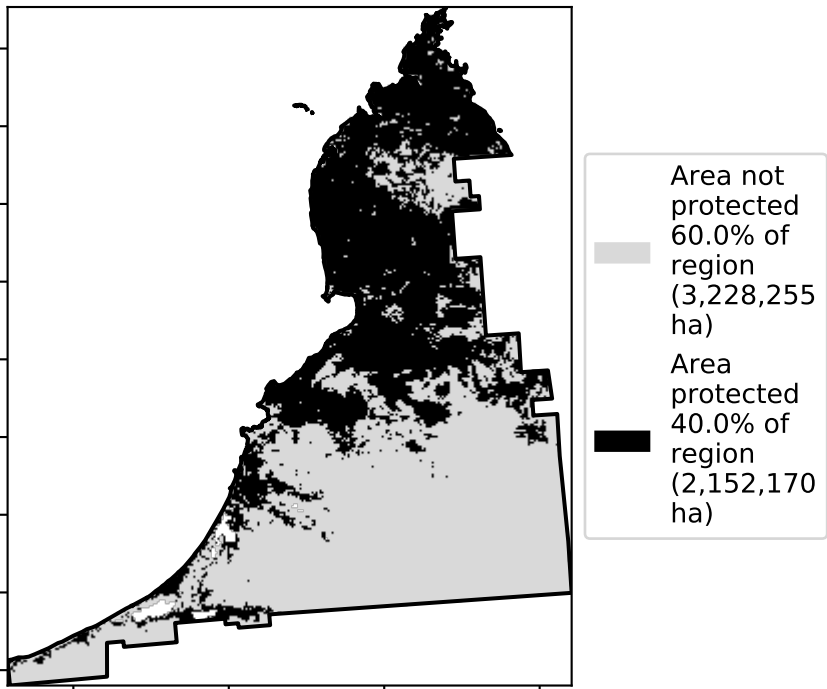 Area not
protected
60.0% of
region
(3,228,255
ha)
Area
protected
40.0% of
region
(2,152,170
ha)